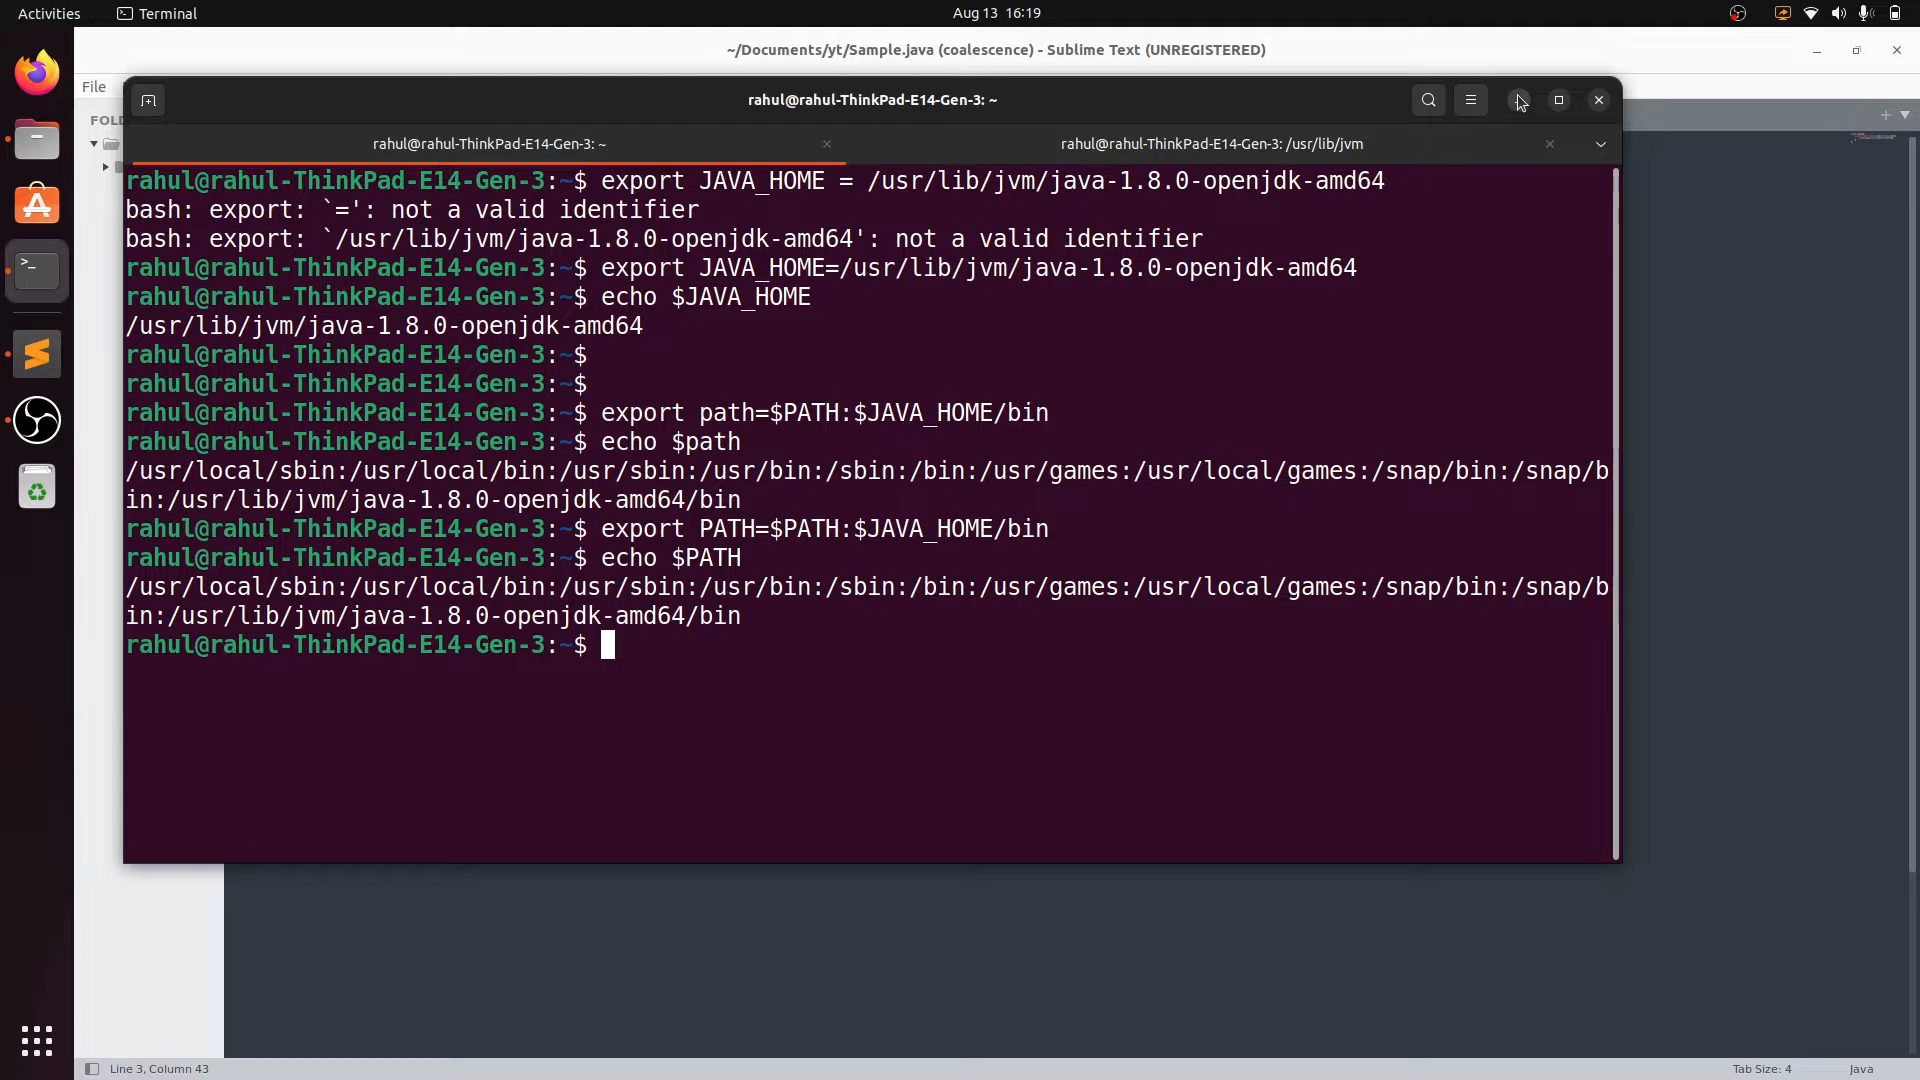 Activities
Terminal
Aug 13 16:19
~/Documents/yt/Sample.java (coalescence) - Sublime Text (UNREGISTERED)
File
rahul@rahul-ThinkPad-E14-Gen-3: ~
FOLD
rahul@rahul-ThinkPad-E14-Gen-3: ~
rahul@rahul-ThinkPad-E14-Gen-3: /usr/lib/jvm
rahul@rahul-ThinkPad-E14-Gen-3:~$ export JAVA_HOME = /usr/lib/jvm/java-1.8.0-openjdk-amd64
bash: export: `=': not a valid identifier
bash: export: `/usr/lib/jvm/java-1.8.0-openjdk-amd64': not a valid identifier
rahul@rahul-ThinkPad-E14-Gen-3:~$ export JAVA_HOME=/usr/lib/jvm/java-1.8.0-openjdk-amd64
rahul@rahul-ThinkPad-E14-Gen-3:~$ echo $JAVA_HOME
/usr/lib/jvm/java-1.8.0-openjdk-amd64
rahul@rahul-ThinkPad-E14-Gen-3:~$
rahul@rahul-ThinkPad-E14-Gen-3:~$
rahul@rahul-ThinkPad-E14-Gen-3:~$ export path=$PATH:$JAVA_HOME/bin
rahul@rahul-ThinkPad-E14-Gen-3:~$ echo $path
/usr/local/sbin:/usr/local/bin:/usr/sbin:/usr/bin:/sbin:/bin:/usr/games:/usr/local/games:/snap/bin:/snap/b
in:/usr/lib/jvm/java-1.8.0-openjdk-amd64/bin
rahul@rahul-ThinkPad-E14-Gen-3:~$ export PATH=$PATH:$JAVA_HOME/bin
rahul@rahul-ThinkPad-E14-Gen-3:~$ echo $PATH
/usr/local/sbin:/usr/local/bin:/usr/sbin:/usr/bin:/sbin:/bin:/usr/games:/usr/local/games:/snap/bin:/snap/b
in:/usr/lib/jvm/java-1.8.0-openjdk-amd64/bin
rahul@rahul-ThinkPad-E14-Gen-3:~$
Line 3, Column 43
Tab Size: 4
Java